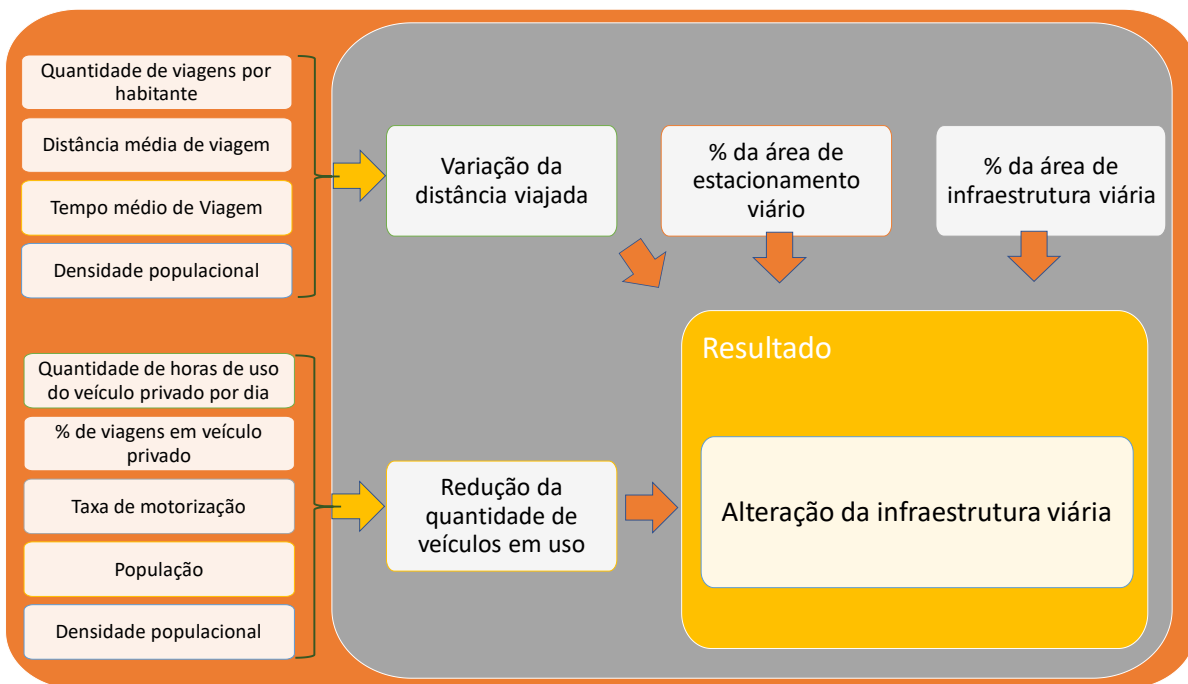 Quantidade de viagens por
habitante
Distância média de viagem
Tempo médio de Viagem
Densidade populacional
Variação da
distância viajada
% da área de
estacionamento
viário
% da área de
infraestrutura viária
Quantidade de horas de uso
do veículo privado por dia
% de viagens em veículo
privado
Taxa de motorização
População
Densidade populacional
Redução da
quantidade de
veículos em uso
Resultado
Alteração da infraestrutura viária